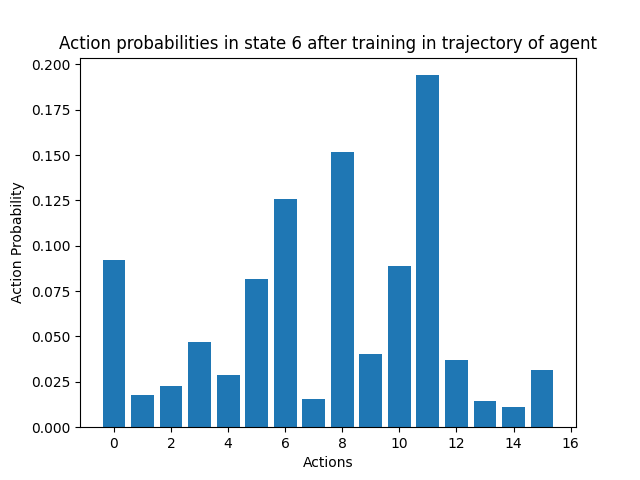 Action probabilities in state 6 after training in trajectory of agent
0.200
0.175
0.150
0.125
0.100
0.075
0.050
0.025
0.000
Action Probability
0 2 4 6 8 10 12 14 16
Actions